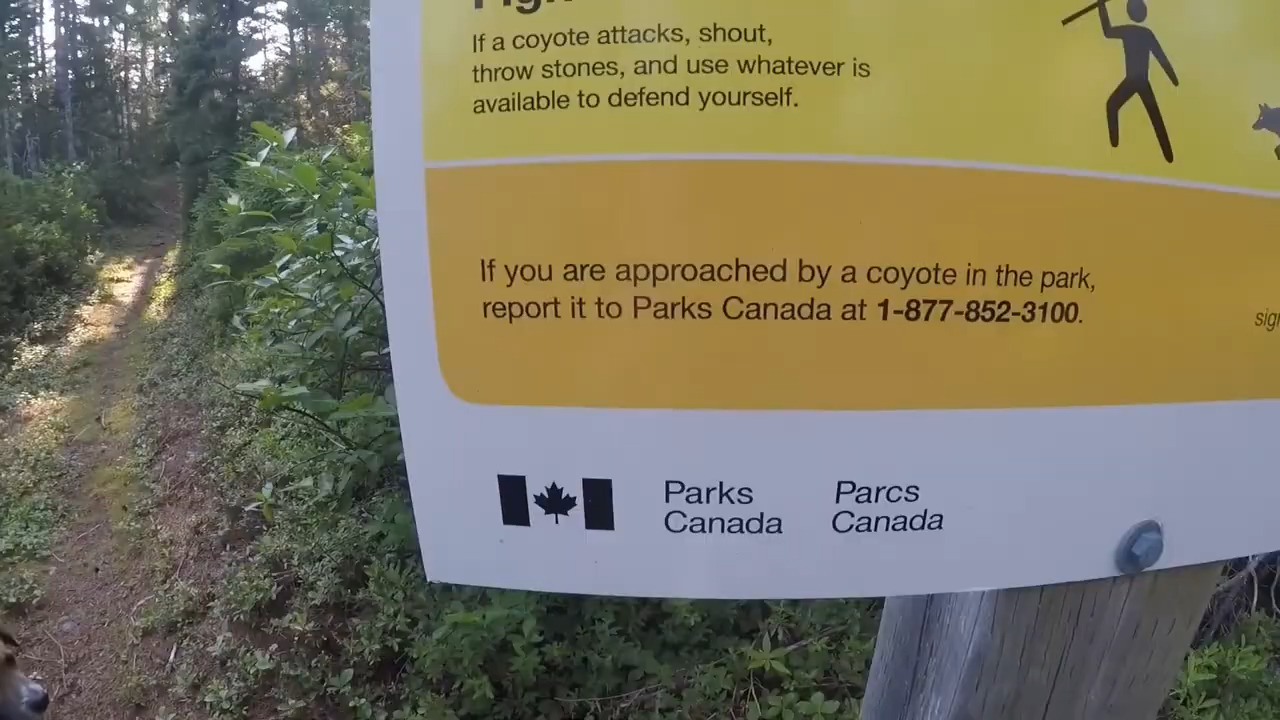 If a coyote attacks, shout,
throw stones, and use whatever is
available to defend yourself.
If you are approached by a coyote in the park,
report it to Parks Canada at 1-877-852-3100.
Parks Parcs
Canada Canada